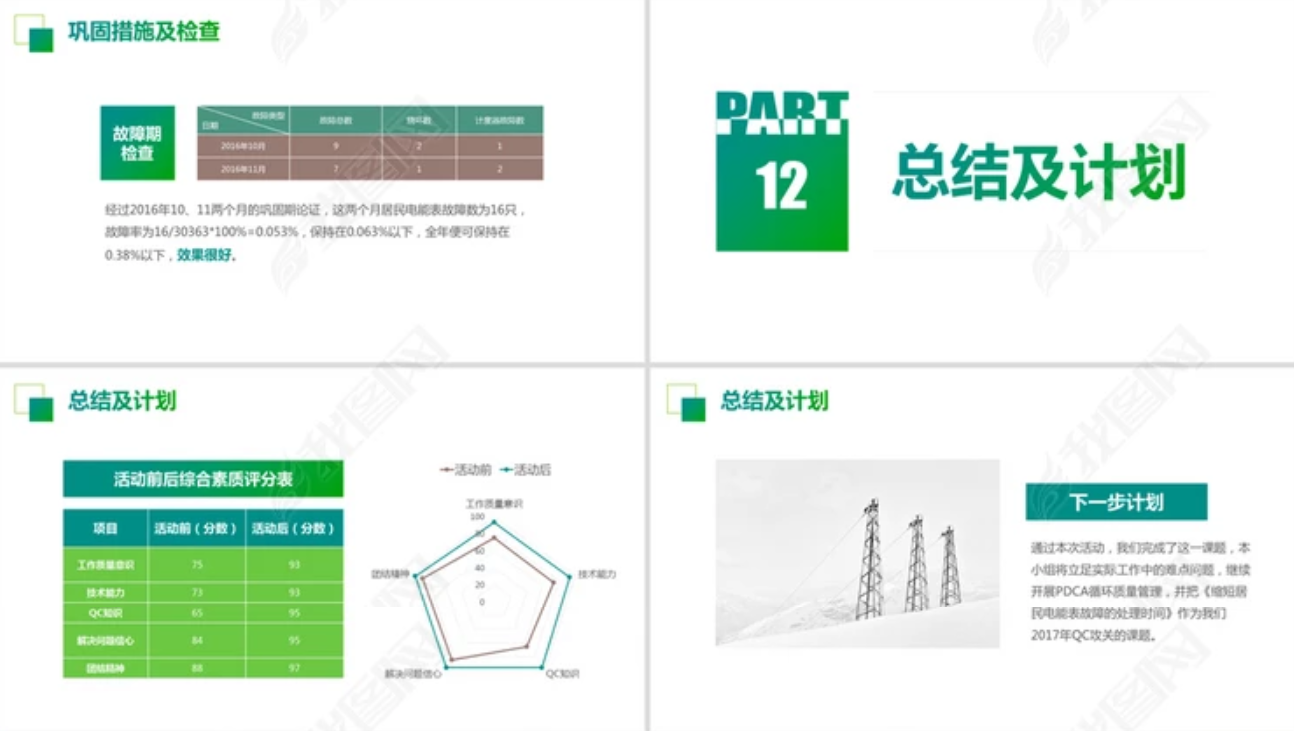 巩固措施及检查
故障期
检查
故障类型
日期
故障总数
烧坏数
计量箱故障数
2016年10月 9 2 1
2016年11月 7 1 2
经过2016年10、11两个月的巩固期论证，这两个月居民电能表故障数为16只，
故障率为16/30363*100%=0.053%，保持在0.063%以下，全年便可保持在
0.38%以下，效果很好。
PART
12
总结及计划
总结及计划
活动前后综合素质评分表
项目 活动前（分数） 活动后（分数）
工作质量意识 75 93
技术能力 73 93
QC知识 65 95
解决问题信心 84 95
团结精神 88 97
活动前 活动后
工作质量意识
100
80
60
40
20
0
团结精神
技术能力
解决问题信心
QC知识
总结及计划
下一步计划
通过本次活动，我们完成了这一课题，本
小组将立足实际工作中的难点问题，继续
开展PDCA循环质量管理，并把《缩短居
民电能表故障的处理时间》作为我们
2017年QC攻关的课题。
我图网